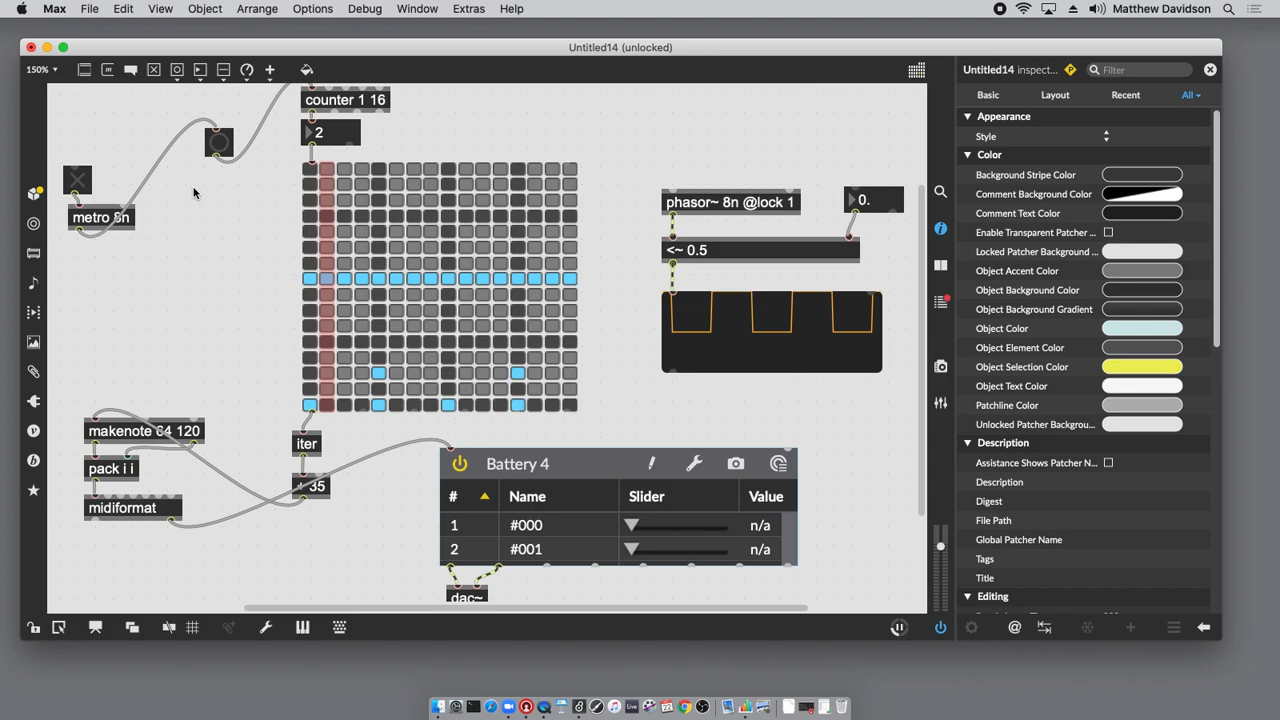 Max File Edit View Object Arrange Options Debug Window Extras Help
Matthew Davidson
Untitled14 (unlocked)
150%
counter 1 16
2
metro 8n
phasor~ 8n @lock 1
0.
<~ 0.5
makenote 64 120
pack i i
midiformat
iter
+ 35
Battery 4
# Name Slider Value
1 #000 n/a
2 #001 n/a
dac~
Untitled14 inspect... P Filter
Basic Layout Recent All
Appearance
Style
Color
Background Stripe Color
Comment Background Color
Comment Text Color
Enable Transparent Patcher ...
Locked Patcher Background ...
Object Accent Color
Object Background Color
Object Background Gradient
Object Color
Object Element Color
Object Selection Color
Object Text Color
Patchline Color
Unlocked Patcher Backgrou...
Description
Assistance Shows Patcher N...
Description
Digest
File Path
Global Patcher Name
Tags
Title
Editing
Live